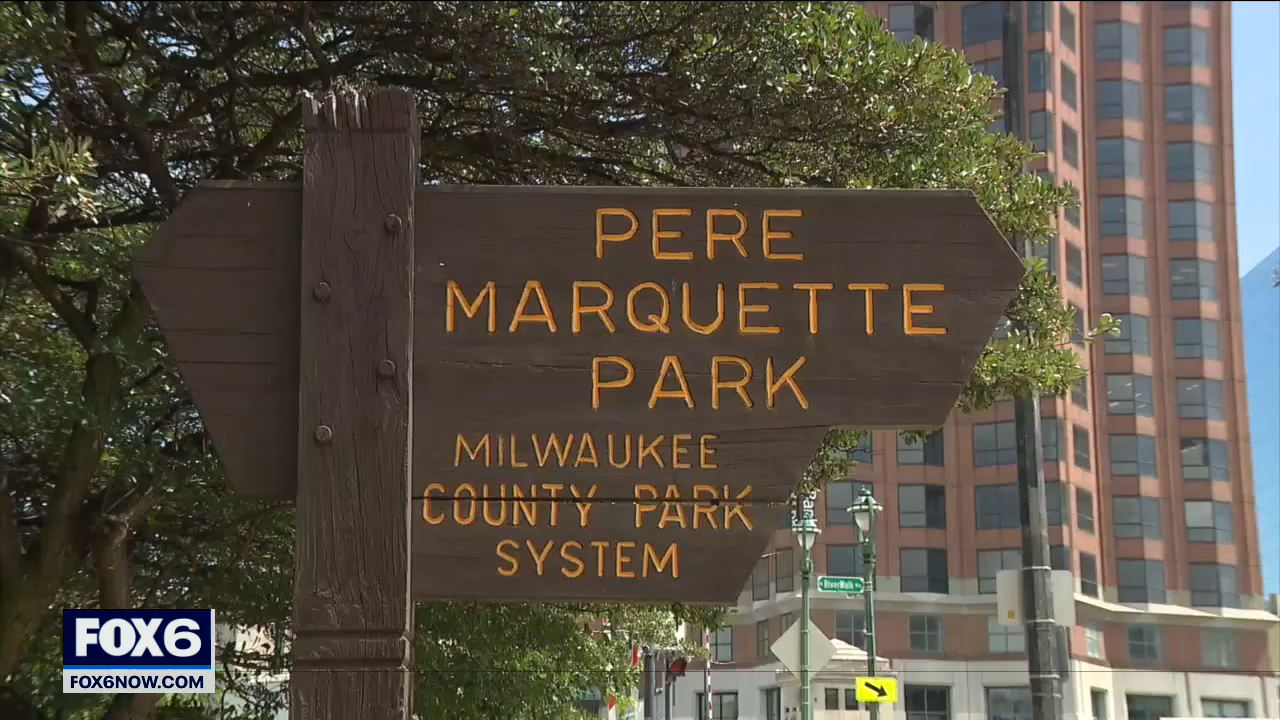 PERE
MARQUETTE
PARK
MILWAUKEE
COUNTY PARK
SYSTEM
RiverWalk
FOX6
FOX6NOW.COM